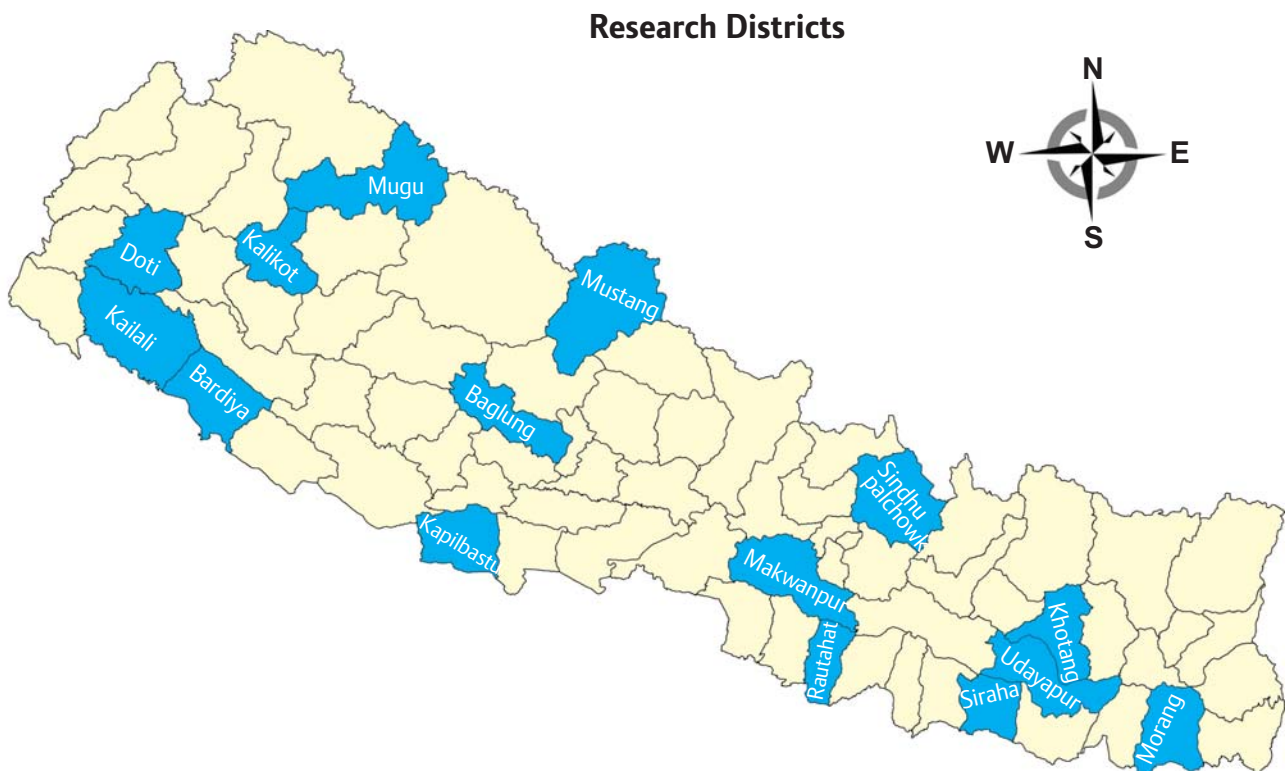 Research Districts
N
W
E
S
Mugu
Doti
Kalikot
Mustang
Kailali
Bardiya
Baglung
Sindhu
palchowk
Kapilbastu
Makwanpur
Rautahat
Khotang
Udayapur
Siraha
Morang